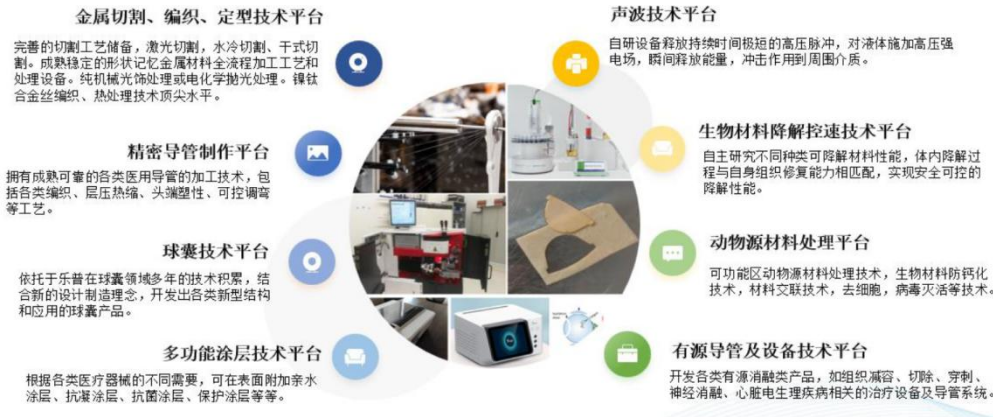 金属切割、编织、定型技术平台
完善的切割工艺储备，激光切割，水冷切割、干式切
割。成熟稳定的形状记忆金属材料全流程加工工艺和
处理设备。纯机械光饰处理或电化学抛光处理。镍钛
合金丝编织、热处理技术顶尖水平。
精密导管制作平台
拥有成熟可靠的各类医用导管的加工技术，包
括各类编织、层压热缩、头端塑性、可控调弯
等工艺。
球囊技术平台
依托于乐普在球囊领域多年的技术积累，结
合新的设计制造理念，开发出各类新型结构
和应用的球囊产品。
多功能涂层技术平台
根据各类医疗器械的不同需要，可在表面附加亲水
涂层、抗凝涂层、抗菌涂层、保护涂层等等。
声波技术平台
自研设备释放持续时间极短的高压脉冲，对液体施加高压强
电场，瞬间释放能量，冲击作用到周围介质。
生物材料降解控速技术平台
自主研究不同种类可降解材料性能，体内降解过
程与自身组织修复能力相匹配，实现安全可控的
降解性能。
动物源材料处理平台
可功能区动物源材料处理技术，生物材料防钙化
技术，材料交联技术，去细胞，病毒灭活等技术。
有源导管及设备技术平台
开发各类有源消融类产品，如组织减容、切除、穿刺、
神经消融、心脏电生理疾病相关的治疗设备及导管系统。